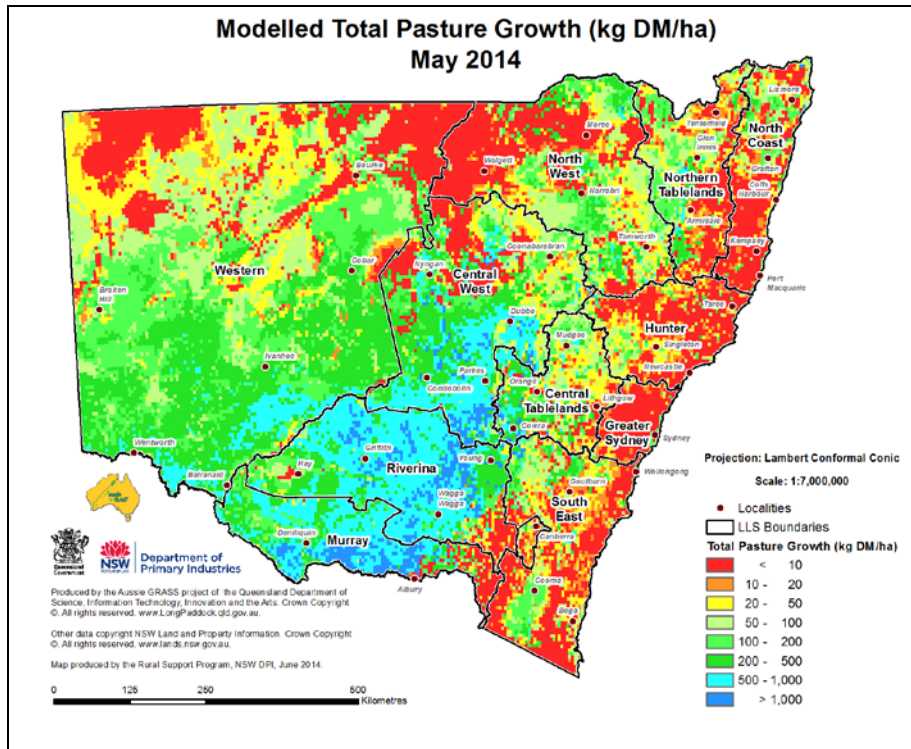 Modelled Total Pasture Growth (kg DM/ha)
May 2014
Lismore
Tenterfield
North
Coast
Glen
Innes
Moree
Walgett
North
West
Bourke
Northern
Tablelands
Grafton
Coffs
Harbour
Narrabri
Armidale
Coonabarabran
Tamworth
Kempsey
Western
Cobar
Nyngan
Central
West
Port
Macquarie
Broken
Hill
Taree
Dubbo
Hunter
Mudgee
Singleton
Ivanhoe
Newcastle
Parkes
Condobolin
Orange
Central
Tablelands
Lithgow
Cowra
Greater
Sydney
Sydney
Wentworth
Griffith
Riverina
Young
Hay
Balranald
Wollongong
Goulburn
South
East
Wagga
Wagga
Deniliquin
Murray
Canberra
Albury
Cooma
Bega
Projection: Lambert Conformal Conic
Scale: 1:7,000,000
Localities
LLS Boundaries
Total Pasture Growth (kg DM/ha)
< 10
10 - 20
20 - 50
50 - 100
100 - 200
200 - 500
500 - 1,000
> 1,000
Queensland
Government
NSW
Department of
Primary Industries
Produced by the Aussie GRASS project of the Queensland Department of
Science, Information Technology, Innovation and the Arts. Crown Copyright
©. All rights reserved. www.LongPaddock.qld.gov.au.
Other data copyright NSW Land and Property Information. Crown Copyright
©. All rights reserved. www.lands.nsw.gov.au.
Map produced by the Rural Support Program, NSW DPI, June 2014.
0 125 250 500
Kilometres